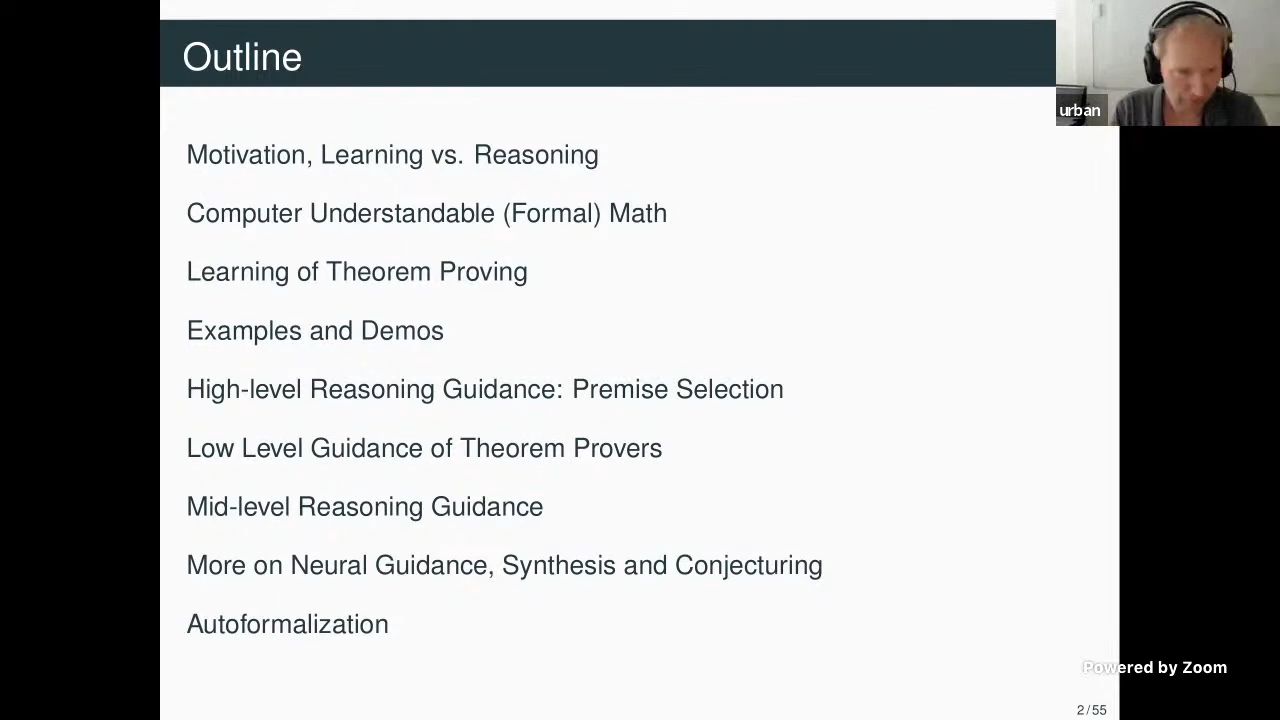 Outline
urban
Motivation, Learning vs. Reasoning
Computer Understandable (Formal) Math
Learning of Theorem Proving
Examples and Demos
High-level Reasoning Guidance: Premise Selection
Low Level Guidance of Theorem Provers
Mid-level Reasoning Guidance
More on Neural Guidance, Synthesis and Conjecturing
Autoformalization
Powered by Zoom
2/55